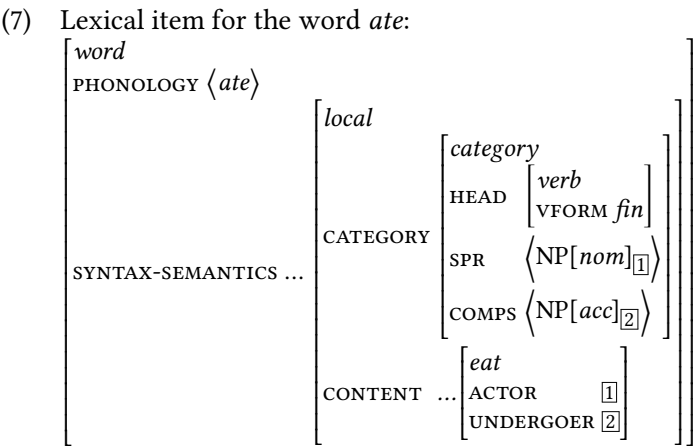 (7) Lexical item for the word ate:
word
PHONOLOGY ⟨ate⟩
local
category
HEAD [verb
VFORM fin]
CATEGORY
SPR ⟨NP[nom]1⟩
SYNTAX-SEMANTICS ...
COMPS ⟨NP[acc]2⟩
eat
CONTENT ... ACTOR 1
UNDERGOER 2